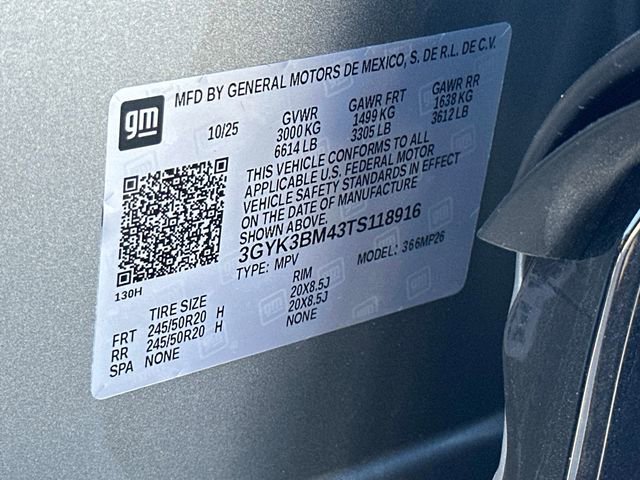 gm
MFD BY GENERAL MOTORS DE MEXICO, S. DE R.L. DE C.V.
10/25 GVWR GAWR FRT GAWR RR
3000 KG 1499 KG 1638 KG
6614 LB 3305 LB 3612 LB
THIS VEHICLE CONFORMS TO ALL
APPLICABLE U.S. FEDERAL MOTOR
VEHICLE SAFETY STANDARDS IN EFFECT
ON THE DATE OF MANUFACTURE
SHOWN ABOVE.
3GYK3BM43TS118916
TYPE: MPV MODEL: 366MP26
130H
TIRE SIZE RIM
FRT 245/50R20 H 20X8.5J
RR 245/50R20 H 20X8.5J
SPA NONE NONE